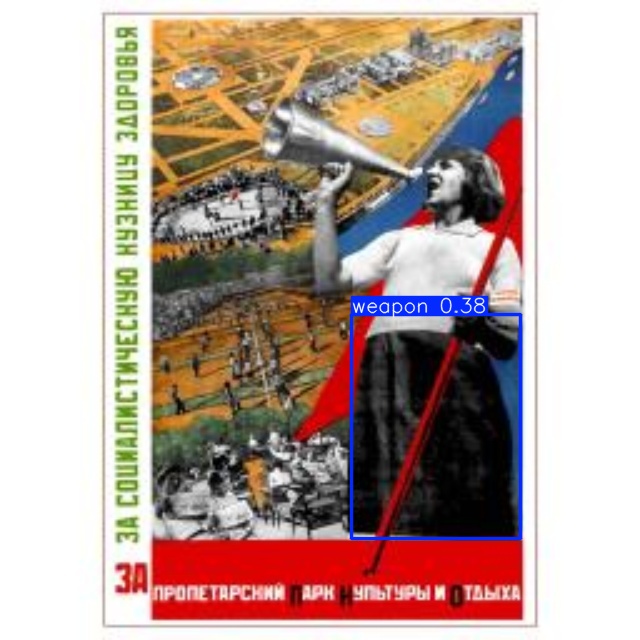 ЗА СОЦИАЛИСТИЧЕСКУЮ КУЗНИЦУ ЗДОРОВЬЯ
weapon 0.38
ЗА
ПРОЛЕТАРСКИЙ ПАРК КУЛЬТУРЫ И ОТДЫХА